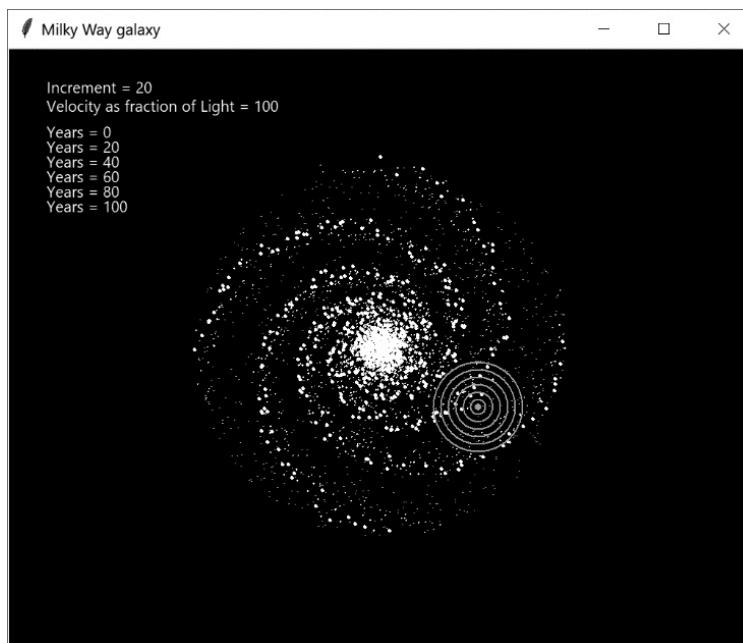 Milky Way galaxy
Increment = 20
Velocity as fraction of Light = 100
Years = 0
Years = 20
Years = 40
Years = 60
Years = 80
Years = 100